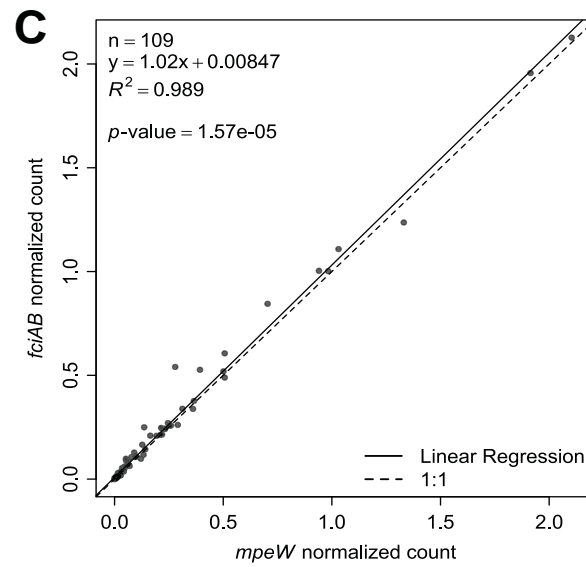 C
n = 109
y = 1.02x + 0.00847
R² = 0.989
p-value = 1.57e-05
2.0
1.5
1.0
0.5
0.0
fciAB normalized count
Linear Regression
1:1
0.0 0.5 1.0 1.5 2.0
mpeW normalized count